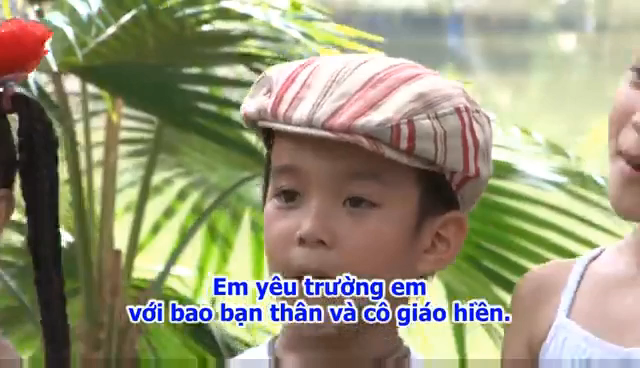 Em yêu trường em
với bao bạn thân và cô giáo hiền.